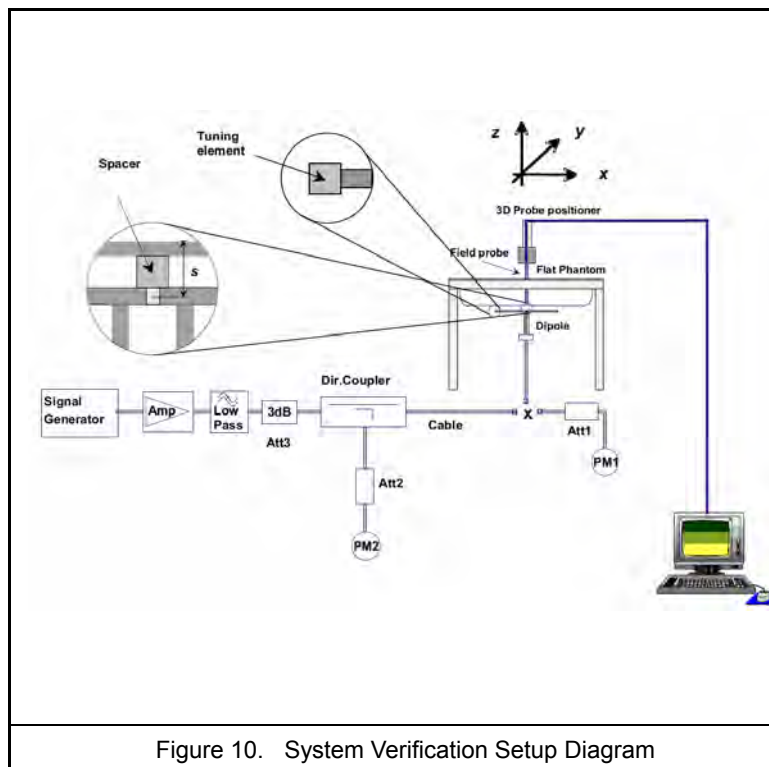 Tuning
element
Spacer
z
y
x
3D Probe positioner
s
Field probe
Flat Phantom
Dipole
Dir.Coupler
Signal
Generator
Amp
Low
Pass
3dB
Att3
Cable
x
Att1
PM1
Att2
PM2
Figure 10. System Verification Setup Diagram